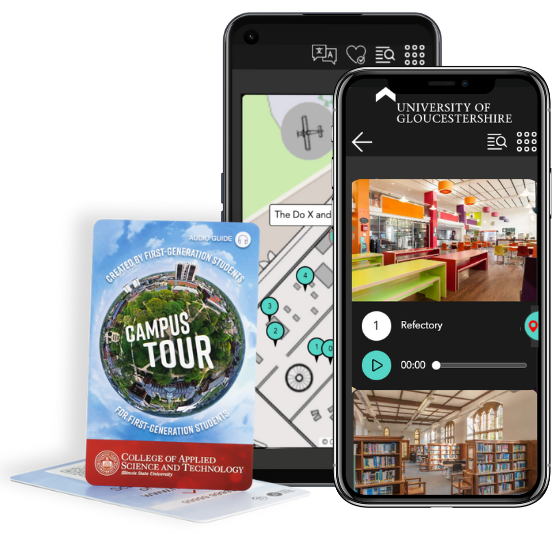 UNIVERSITY OF
GLOUCESTERSHIRE
The Do X and
4
3
2
1
0
1
Refectory
00:00
AUDIO GUIDE
CREATED BY FIRST-GENERATION STUDENTS
CAMPUS
TOUR
FOR FIRST-GENERATION STUDENTS
COLLEGE OF APPLIED
SCIENCE AND TECHNOLOGY
Illinois State University